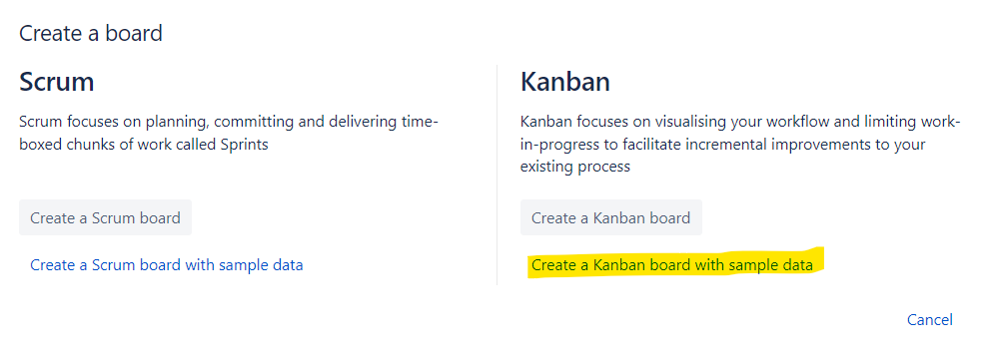 Create a board
Scrum
Scrum focuses on planning, committing and delivering time-
boxed chunks of work called Sprints
Create a Scrum board
Create a Scrum board with sample data
Kanban
Kanban focuses on visualising your workflow and limiting work-
in-progress to facilitate incremental improvements to your
existing process
Create a Kanban board
Create a Kanban board with sample data
Cancel